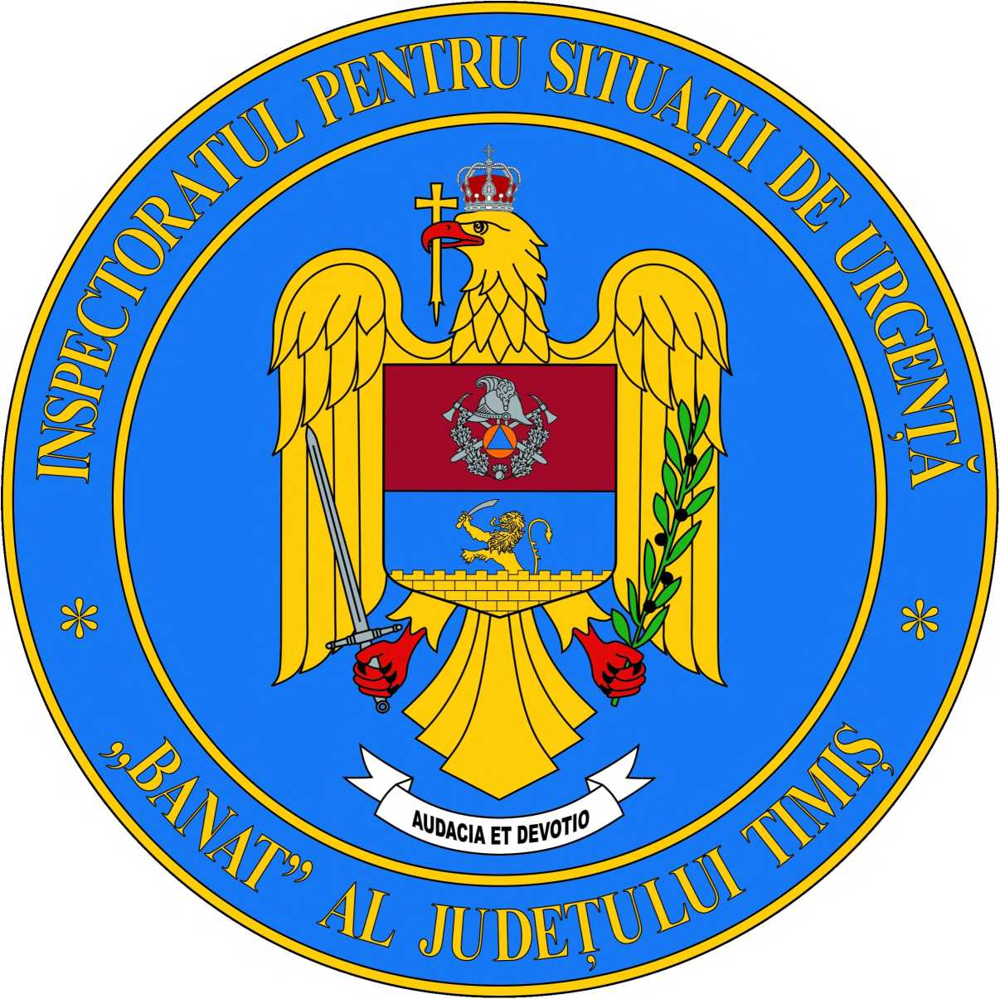 INSPECTORATUL PENTRU SITUAȚII DE URGENȚĂ
„BANAT” AL JUDEȚULUI TIMIȘ
AUDACIA ET DEVOTIO